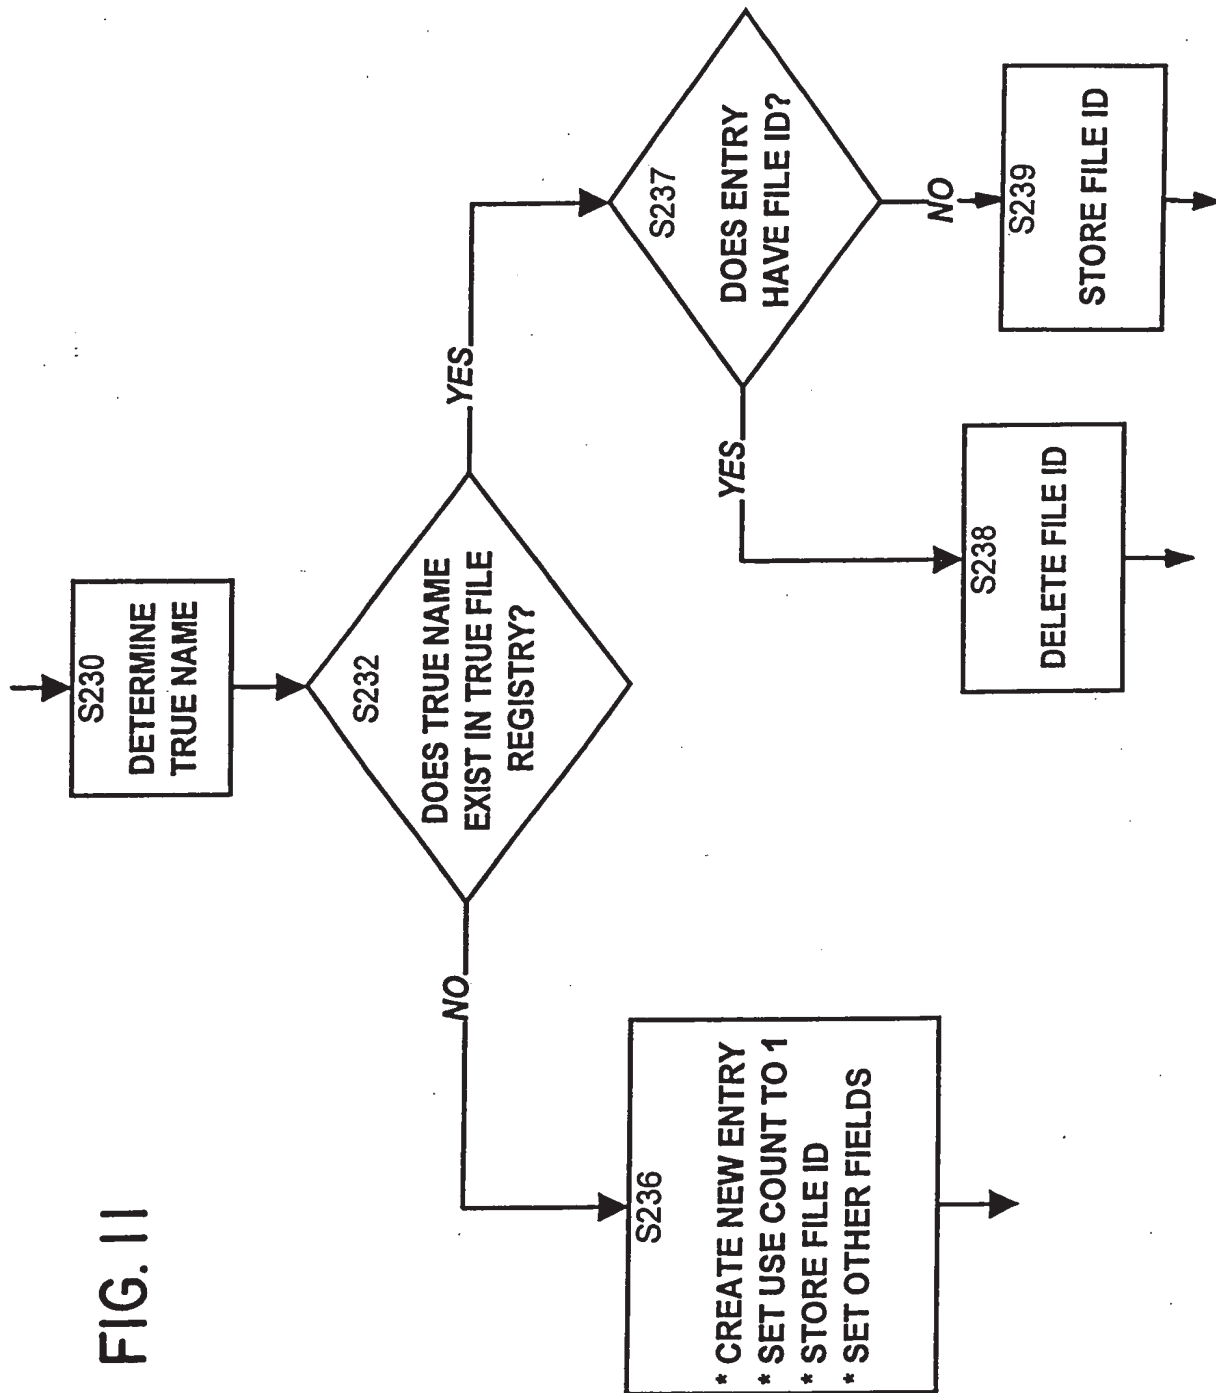 FIG. 11
S230
DETERMINE
TRUE NAME
S232
DOES TRUE NAME
EXIST IN TRUE FILE
REGISTRY?
NO
YES
S236
* CREATE NEW ENTRY
* SET USE COUNT TO 1
* STORE FILE ID
* SET OTHER FIELDS
S237
DOES ENTRY
HAVE FILE ID?
YES
NO
S238
DELETE FILE ID
S239
STORE FILE ID